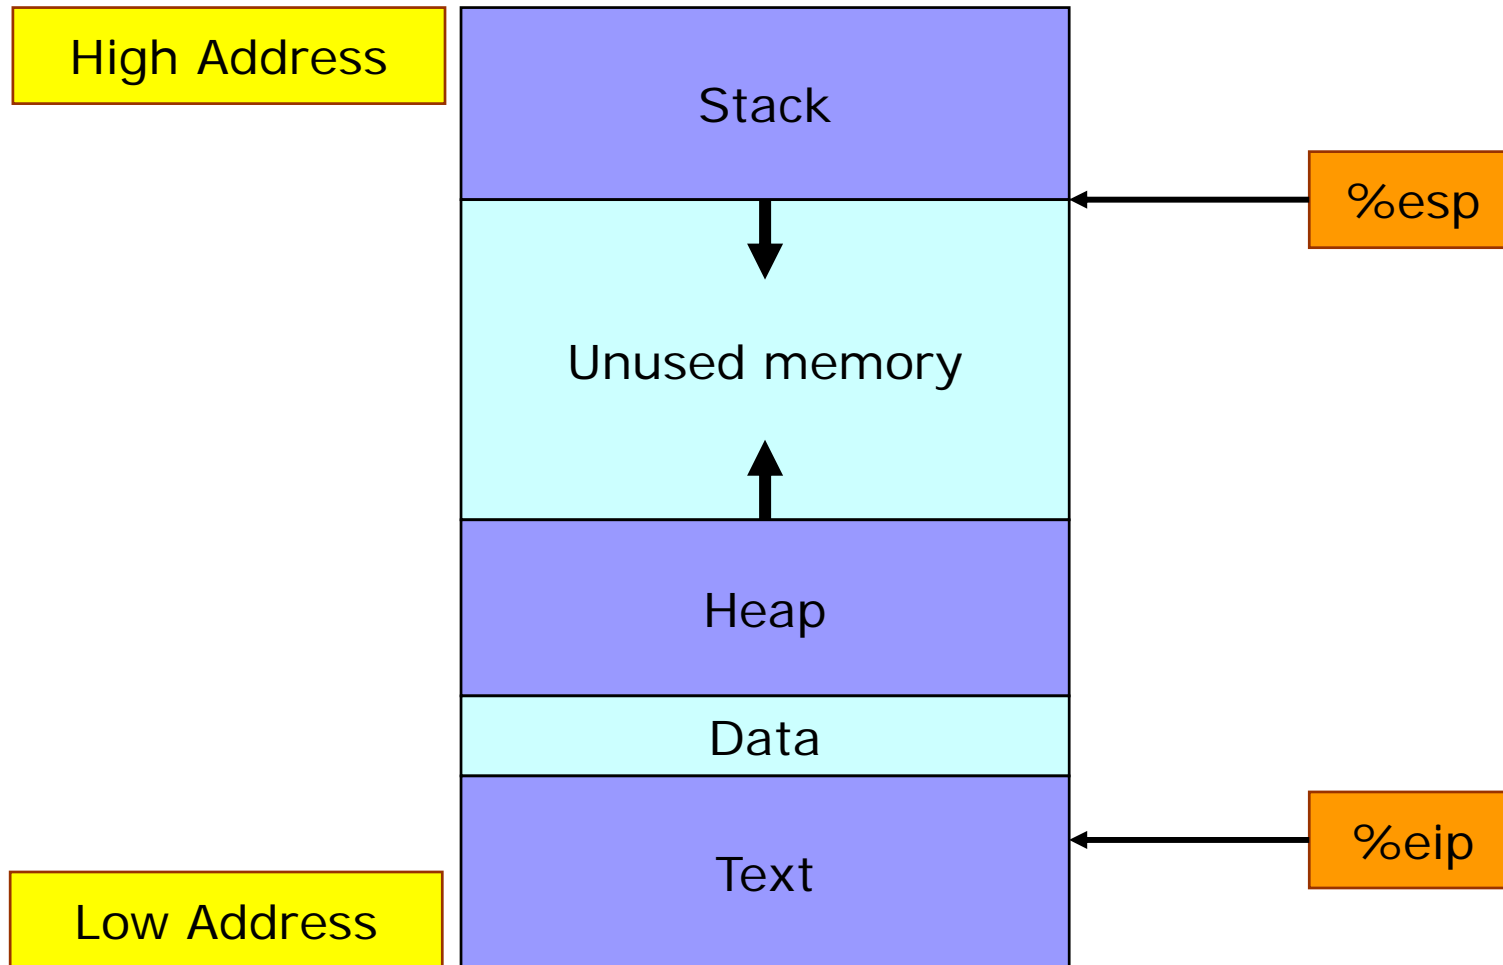 High Address
Stack
%esp
Unused memory
Heap
Data
Text
%eip
Low Address